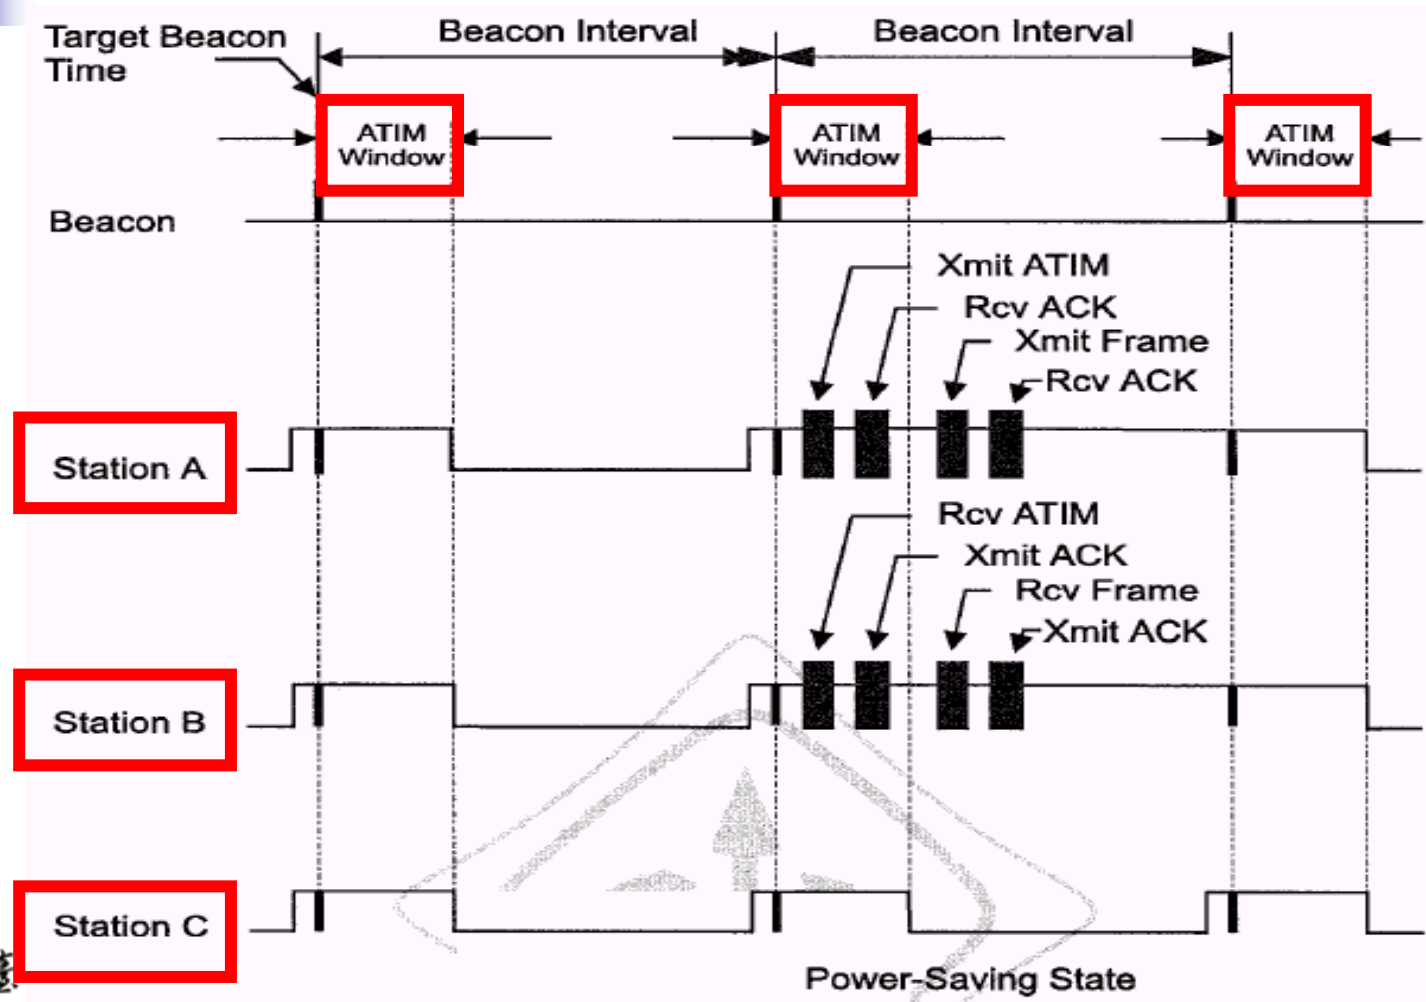 Target Beacon
Time
Beacon Interval
Beacon Interval
ATIM
Window
ATIM
Window
ATIM
Window
Beacon
Xmit ATIM
Rcv ACK
Xmit Frame
Rcv ACK
Station A
Rcv ATIM
Xmit ACK
Rcv Frame
Xmit ACK
Station B
Station C
Power-Saving State